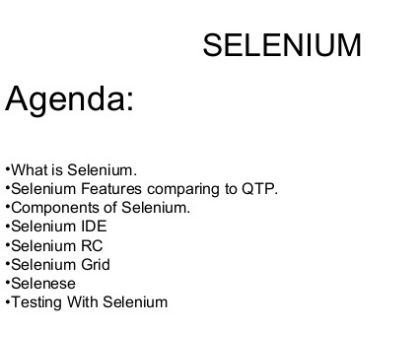 SELENIUM
Agenda:
•What is Selenium.
•Selenium Features comparing to QTP.
•Components of Selenium.
•Selenium IDE
•Selenium RC
•Selenium Grid
•Selenese
•Testing With Selenium